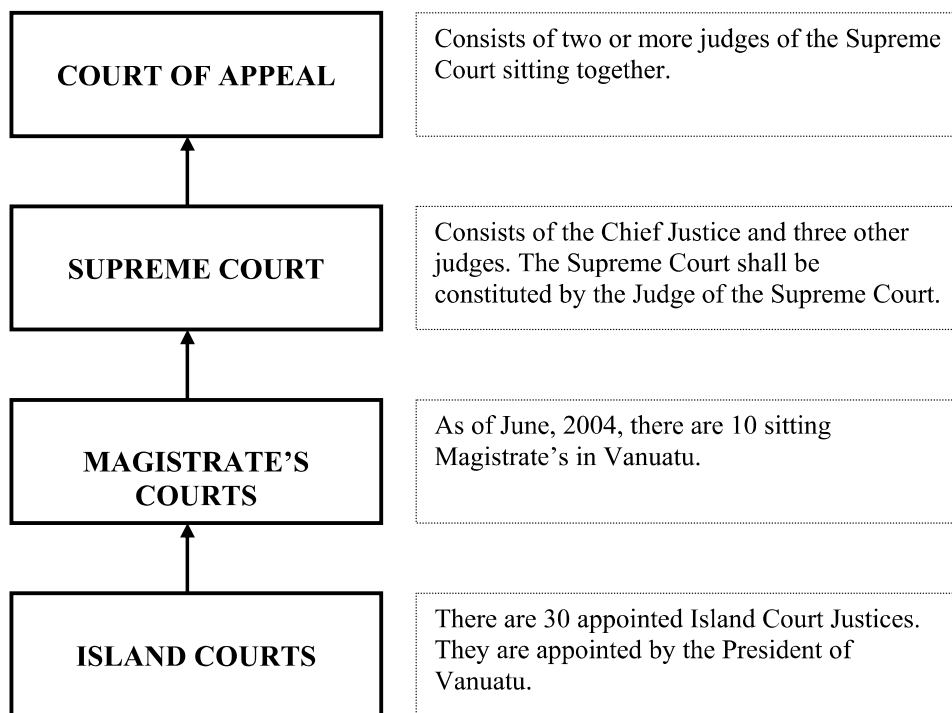 COURT OF APPEAL
Consists of two or more judges of the Supreme
Court sitting together.
SUPREME COURT
Consists of the Chief Justice and three other
judges. The Supreme Court shall be
constituted by the Judge of the Supreme Court.
MAGISTRATE’S
COURTS
As of June, 2004, there are 10 sitting
Magistrate’s in Vanuatu.
ISLAND COURTS
There are 30 appointed Island Court Justices.
They are appointed by the President of
Vanuatu.